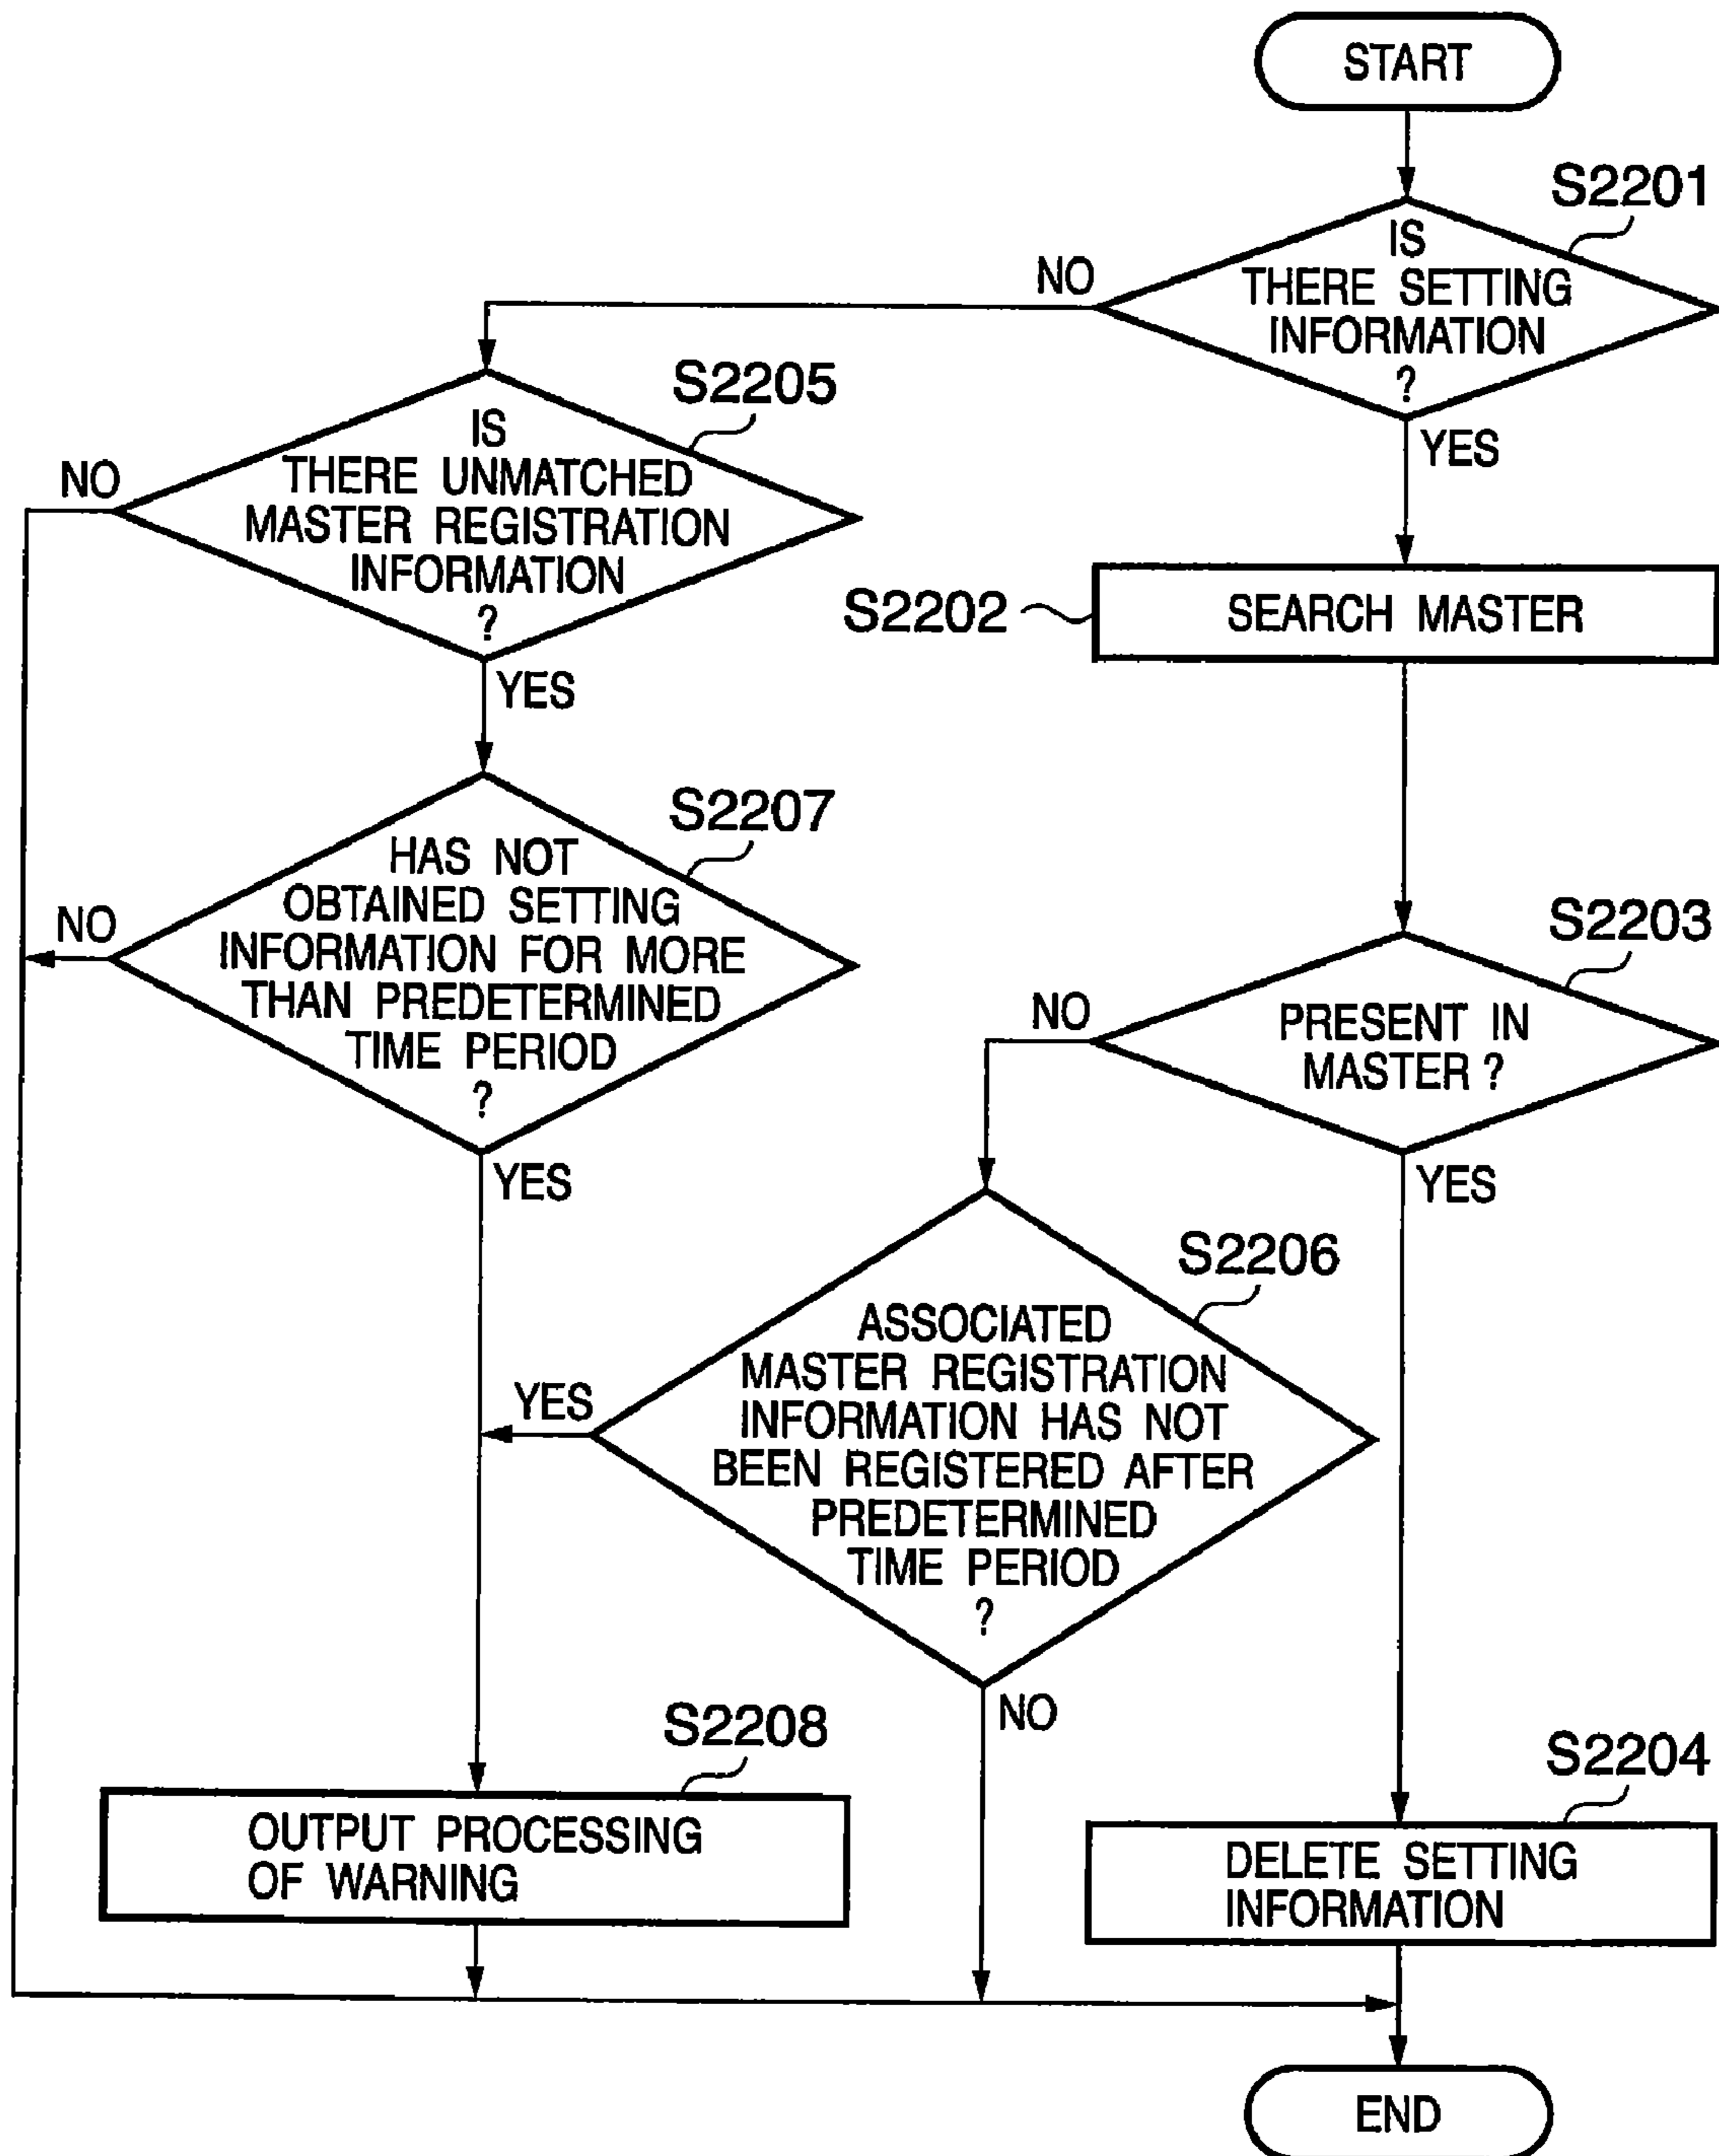 START
S2201
IS
THERE SETTING
INFORMATION
?
NO
YES
S2205
IS
THERE UNMATCHED
MASTER REGISTRATION
INFORMATION
?
NO
YES
S2202
SEARCH MASTER
S2207
HAS NOT
OBTAINED SETTING
INFORMATION FOR MORE
THAN PREDETERMINED
TIME PERIOD
?
NO
YES
S2203
PRESENT IN
MASTER ?
NO
YES
S2206
ASSOCIATED
MASTER REGISTRATION
INFORMATION HAS NOT
BEEN REGISTERED AFTER
PREDETERMINED
TIME PERIOD
?
YES
NO
S2208
OUTPUT PROCESSING
OF WARNING
S2204
DELETE SETTING
INFORMATION
END